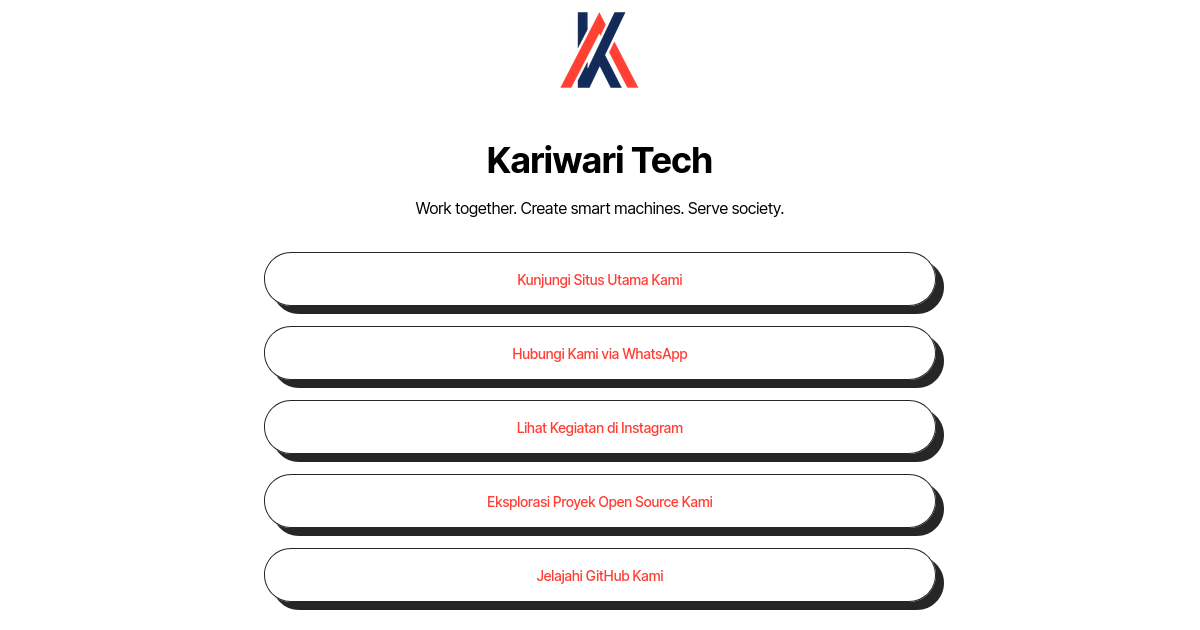 Kariwari Tech
Work together. Create smart machines. Serve society.
Kunjungi Situs Utama Kami
Hubungi Kami via WhatsApp
Lihat Kegiatan di Instagram
Eksplorasi Proyek Open Source Kami
Jelajahi GitHub Kami